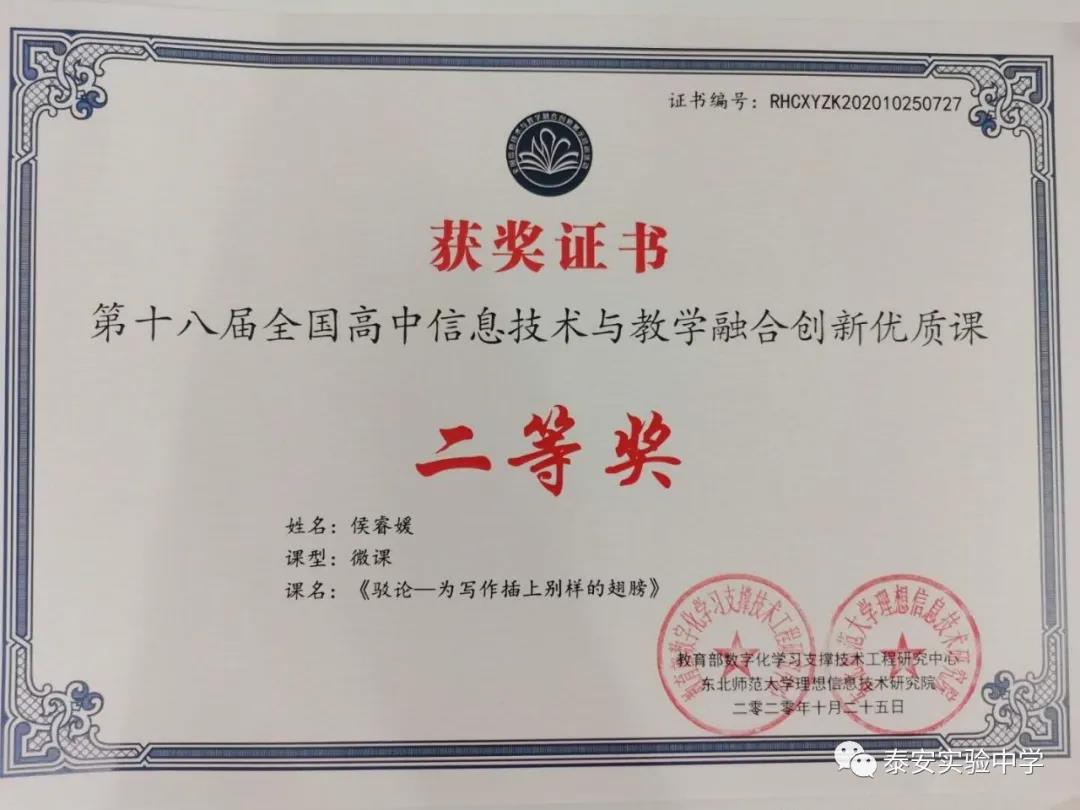 证书编号：RHCXYZK202010250727
获奖证书
第十八届全国高中信息技术与教学融合创新优质课
二等奖
姓名：侯睿媛
课型：微课
课名：《驳论—为写作插上别样的翅膀》
教育部数字化学习支撑技术工程研究中心
东北师范大学理想信息技术研究院
二零二零年十月二十五日
泰安实验中学